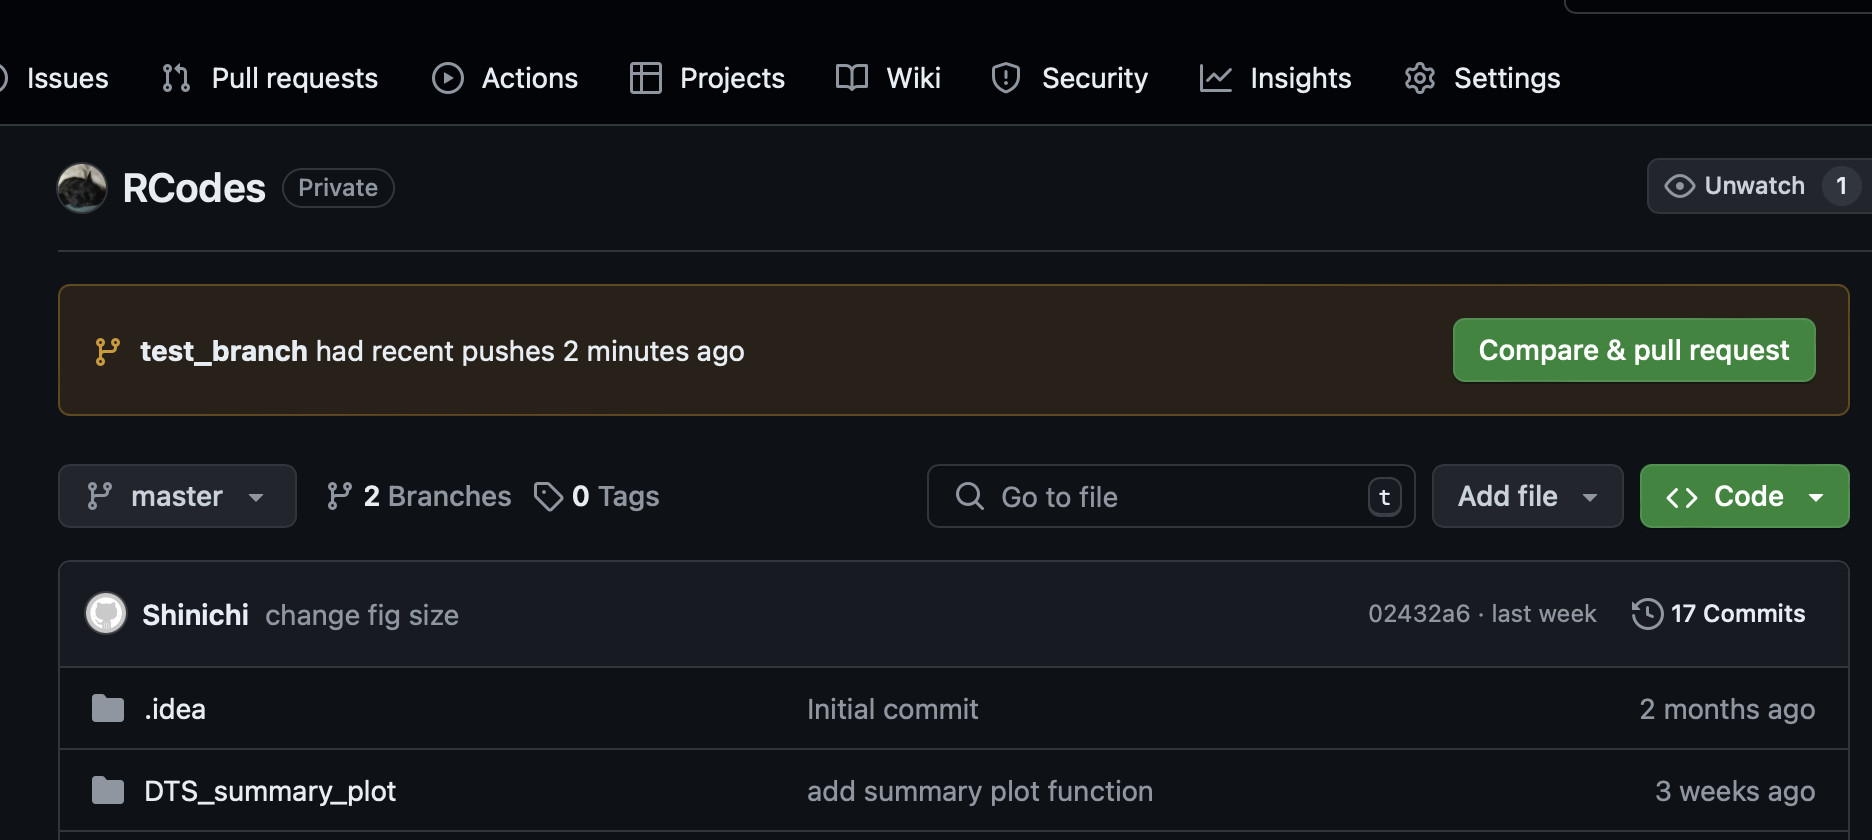 Issues Pull requests Actions Projects Wiki Security Insights Settings
RCodes Private Unwatch 1
test_branch had recent pushes 2 minutes ago Compare & pull request
master 2 Branches 0 Tags Go to file t Add file <> Code
Shinichi change fig size 02432a6 · last week 17 Commits
.idea Initial commit 2 months ago
DTS_summary_plot add summary plot function 3 weeks ago